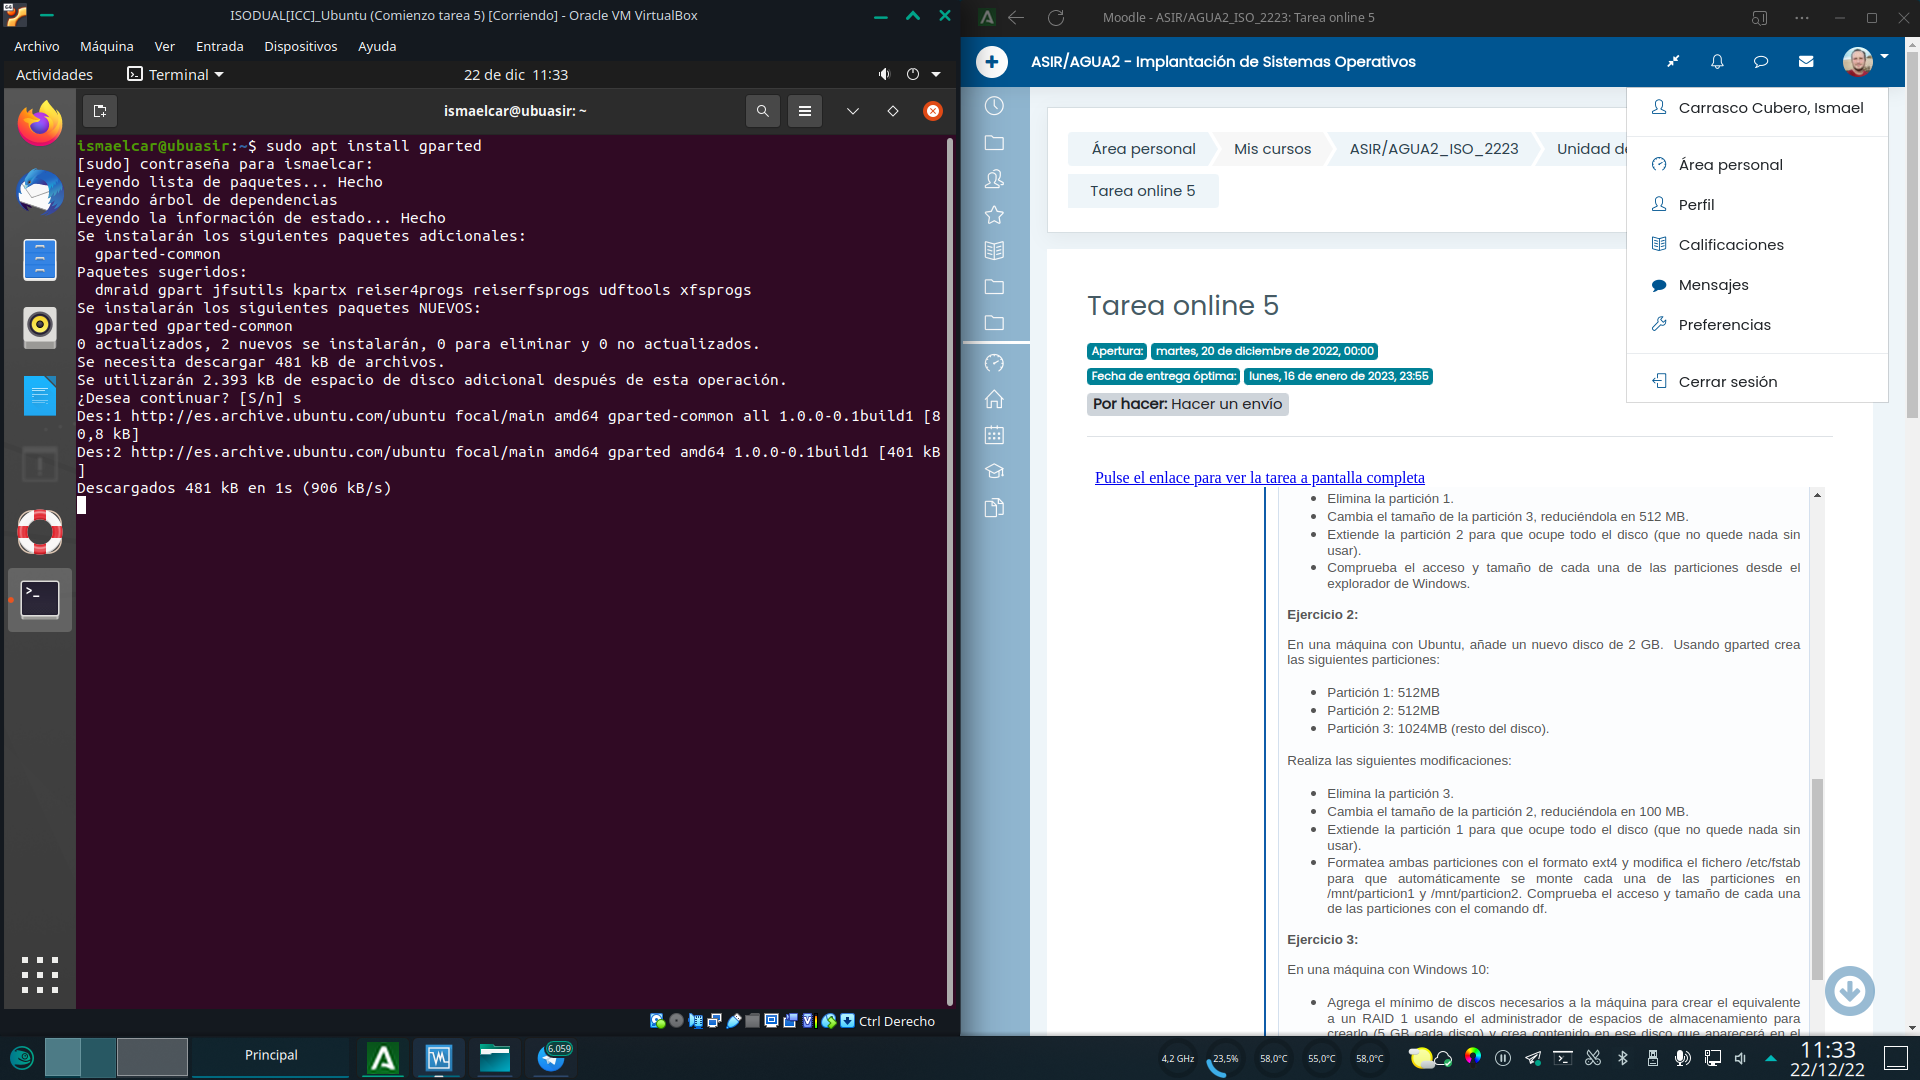 ISODUAL[ICC]_Ubuntu (Comienzo tarea 5) [Corriendo] - Oracle VM VirtualBox
Archivo Máquina Ver Entrada Dispositivos Ayuda
Actividades Terminal 22 de dic 11:33
ismaelcar@ubuasir: ~
ismaelcar@ubuasir:~$ sudo apt install gparted
[sudo] contraseña para ismaelcar:
Leyendo lista de paquetes... Hecho
Creando árbol de dependencias
Leyendo la información de estado... Hecho
Se instalarán los siguientes paquetes adicionales:
gparted-common
Paquetes sugeridos:
dmraid gpart jfsutils kpartx reiser4progs reiserfsprogs udftools xfsprogs
Se instalarán los siguientes paquetes NUEVOS:
gparted gparted-common
0 actualizados, 2 nuevos se instalarán, 0 para eliminar y 0 no actualizados.
Se necesita descargar 481 kB de archivos.
Se utilizarán 2.393 kB de espacio de disco adicional después de esta operación.
¿Desea continuar? [S/n] s
Des:1 http://es.archive.ubuntu.com/ubuntu focal/main amd64 gparted-common all 1.0.0-0.1build1 [8
0,8 kB]
Des:2 http://es.archive.ubuntu.com/ubuntu focal/main amd64 gparted amd64 1.0.0-0.1build1 [401 kB
]
Descargados 481 kB en 1s (906 kB/s)
Ctrl Derecho
Moodle - ASIR/AGUA2_ISO_2223: Tarea online 5
ASIR/AGUA2 - Implantación de Sistemas Operativos
Carrasco Cubero, Ismael
Área personal
Perfil
Calificaciones
Mensajes
Preferencias
Cerrar sesión
Área personal Mis cursos ASIR/AGUA2_ISO_2223 Unidad de
Tarea online 5
Tarea online 5
Apertura: martes, 20 de diciembre de 2022, 00:00
Fecha de entrega óptima: lunes, 16 de enero de 2023, 23:55
Por hacer: Hacer un envío
Pulse el enlace para ver la tarea a pantalla completa
Elimina la partición 1.
Cambia el tamaño de la partición 3, reduciéndola en 512 MB.
Extiende la partición 2 para que ocupe todo el disco (que no quede nada sin
usar).
Comprueba el acceso y tamaño de cada una de las particiones desde el
explorador de Windows.
Ejercicio 2:
En una máquina con Ubuntu, añade un nuevo disco de 2 GB. Usando gparted crea
las siguientes particiones:
Partición 1: 512MB
Partición 2: 512MB
Partición 3: 1024MB (resto del disco).
Realiza las siguientes modificaciones:
Elimina la partición 3.
Cambia el tamaño de la partición 2, reduciéndola en 100 MB.
Extiende la partición 1 para que ocupe todo el disco (que no quede nada sin
usar).
Formatea ambas particiones con el formato ext4 y modifica el fichero /etc/fstab
para que automáticamente se monte cada una de las particiones en
/mnt/particion1 y /mnt/particion2. Comprueba el acceso y tamaño de cada una
de las particiones con el comando df.
Ejercicio 3:
En una máquina con Windows 10:
Agrega el mínimo de discos necesarios a la máquina para crear el equivalente
a un RAID 1 usando el administrador de espacios de almacenamiento para
crearlo (5 GB cada disco) y crea contenido en ese disco que aparecerá en el
Principal
6.059
4,2 GHz 23,5% 58,0°C 55,0°C 58,0°C
11:33
22/12/22